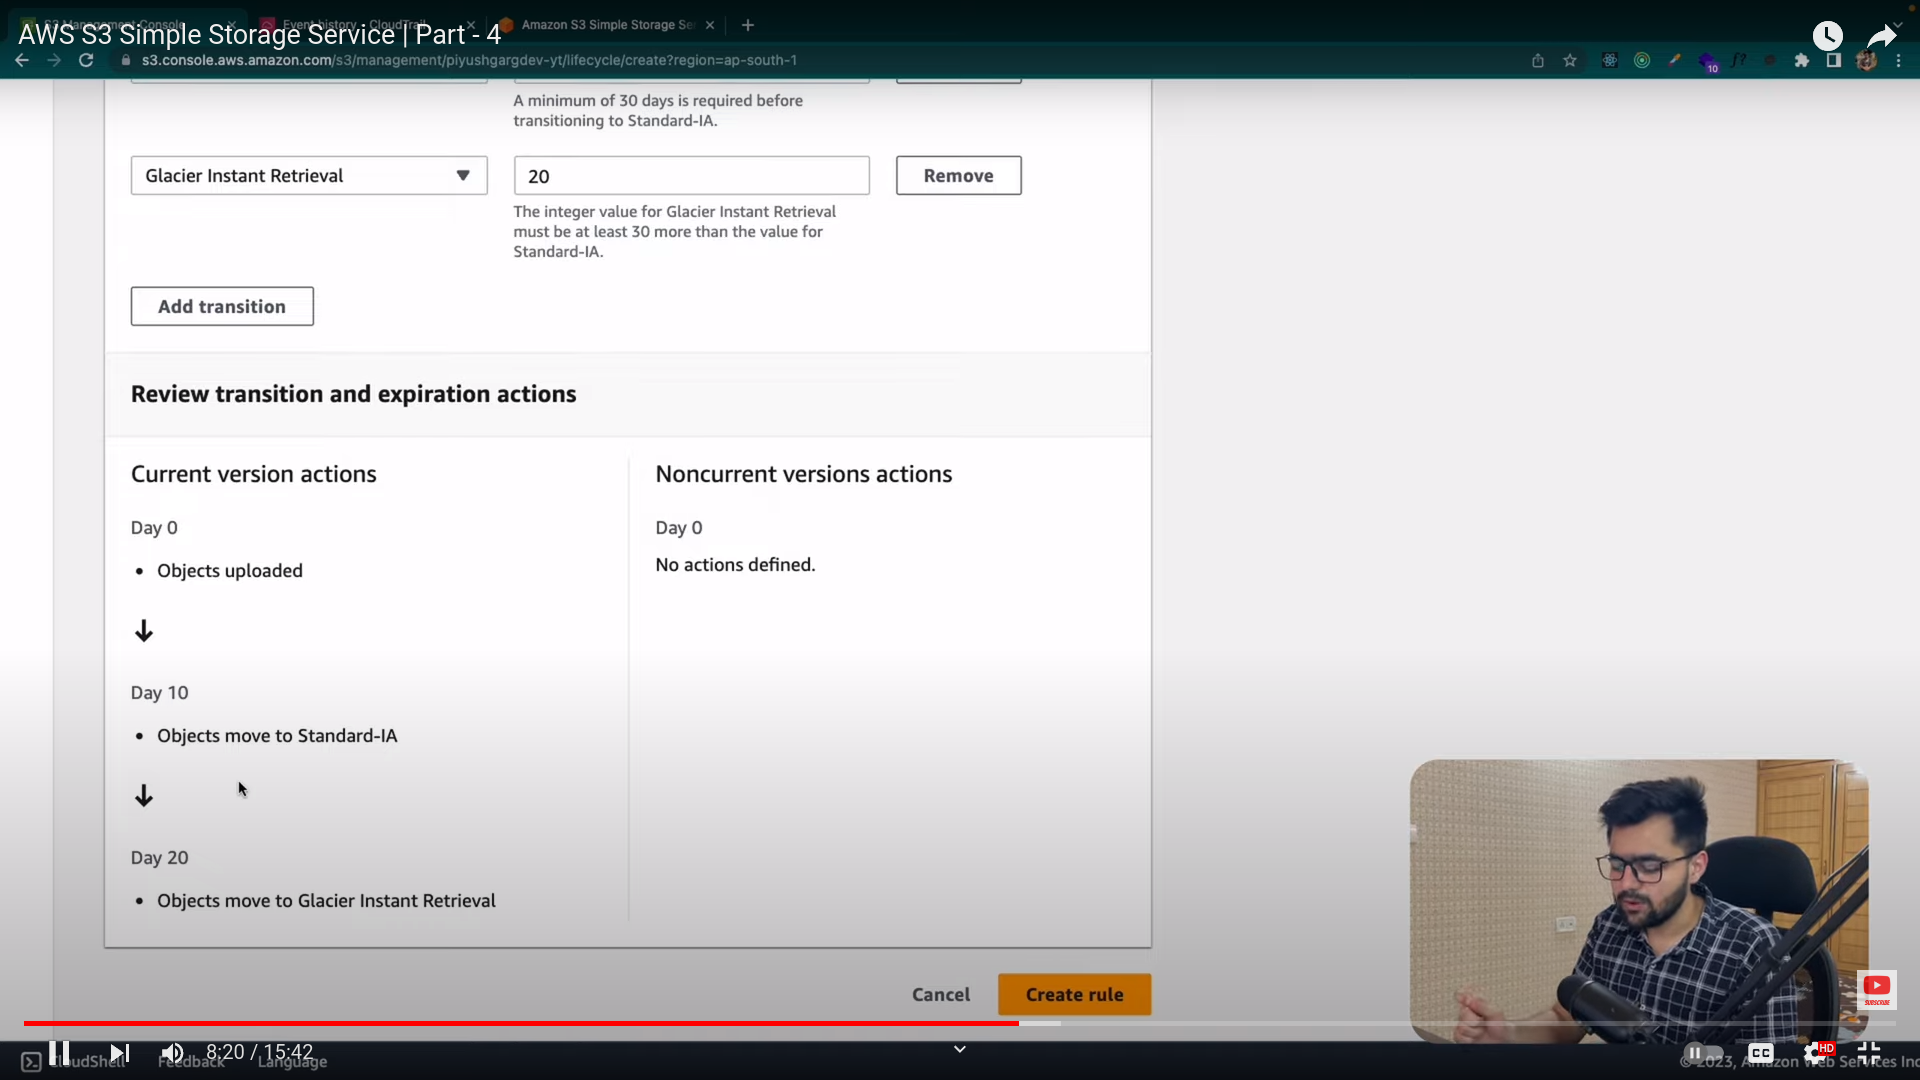 S3 Management Console
Event history - CloudTrail
Amazon S3 Simple Storage Se
AWS S3 Simple Storage Service | Part - 4
s3.console.aws.amazon.com/s3/management/piyushgargdev-yt/lifecycle/create?region=ap-south-1
10
f?
A minimum of 30 days is required before
transitioning to Standard-IA.
Glacier Instant Retrieval
20
Remove
The integer value for Glacier Instant Retrieval
must be at least 30 more than the value for
Standard-IA.
Add transition
Review transition and expiration actions
Current version actions
Noncurrent versions actions
Day 0
Day 0
• Objects uploaded
No actions defined.
Day 10
• Objects move to Standard-IA
Day 20
• Objects move to Glacier Instant Retrieval
Cancel
Create rule
SUBSCRIBE
8:20 / 15:42
CC
HD
CloudShell
Feedback
Language
© 2023, Amazon Web Services Inc